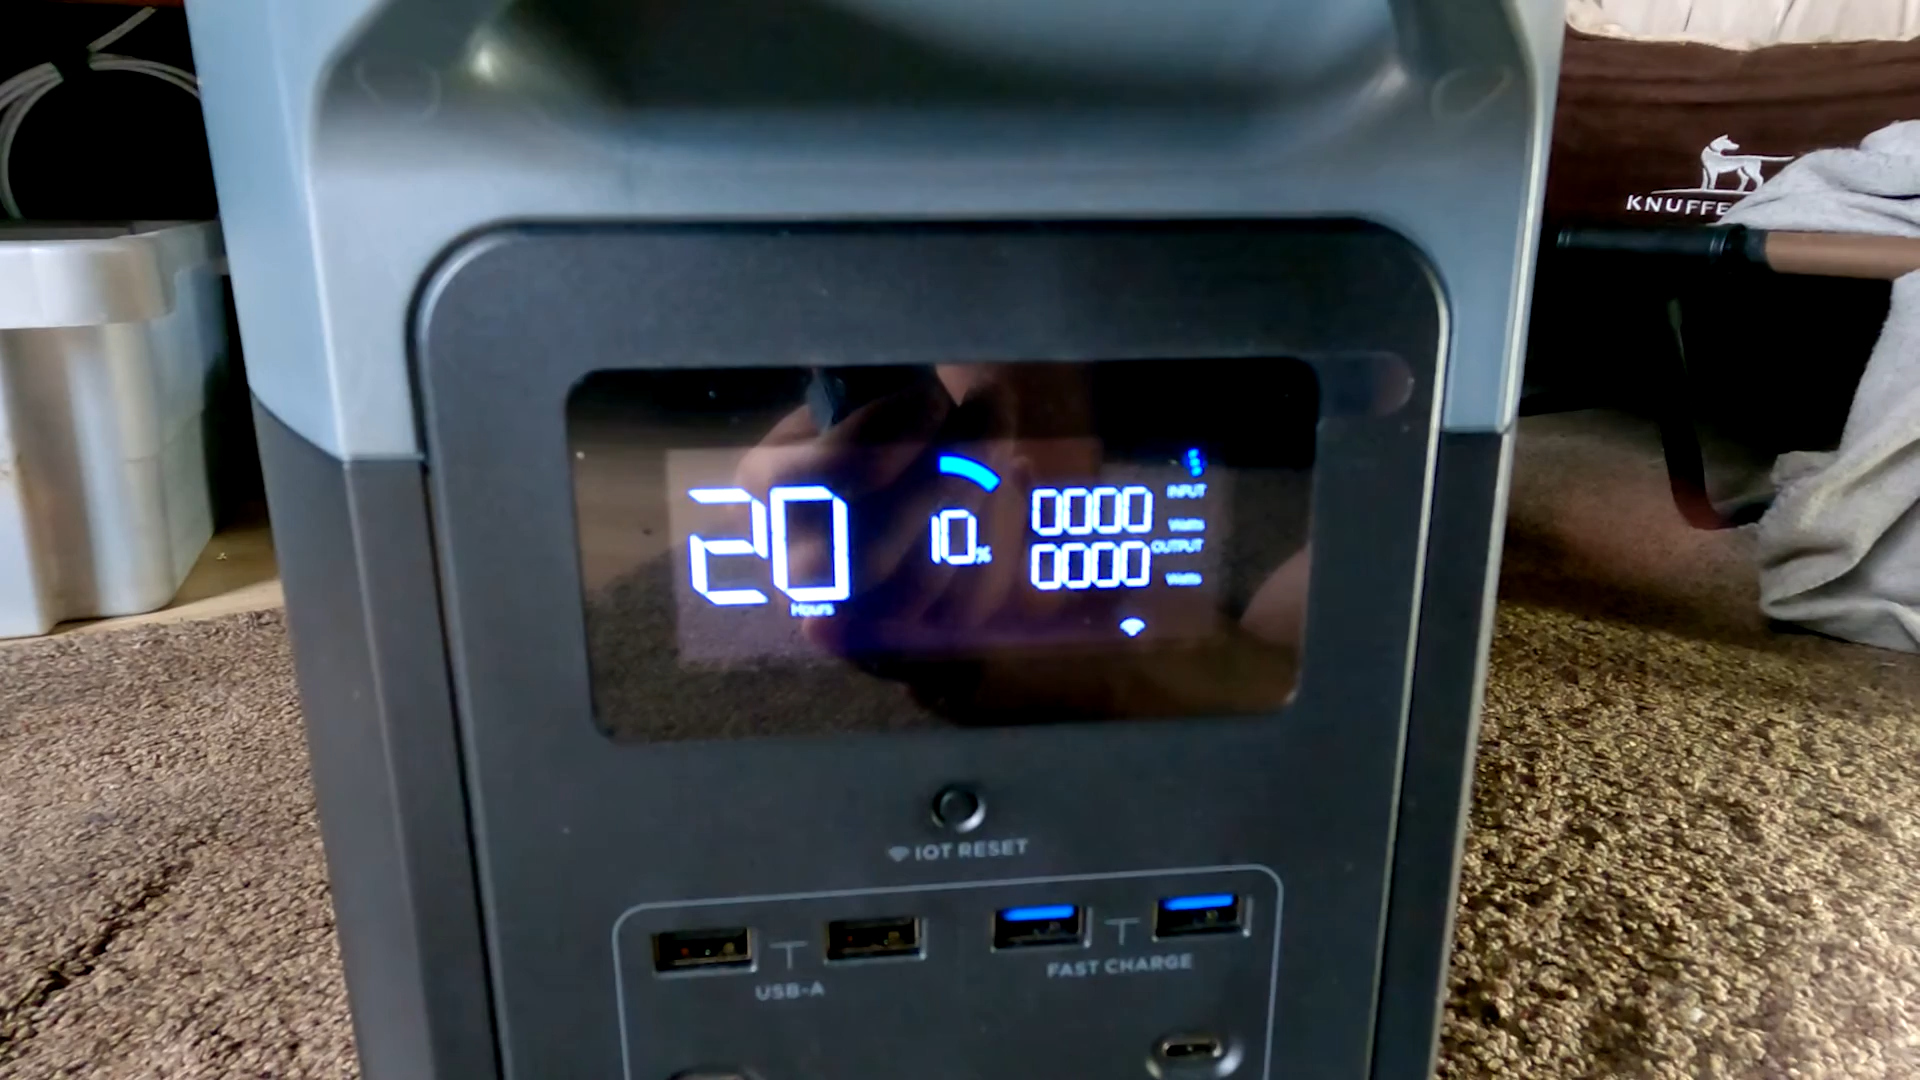 KNUFFE
20
Hours
10%
0000
INPUT
Watts
0000
OUTPUT
Watts
IOT RESET
USB-A
FAST CHARGE